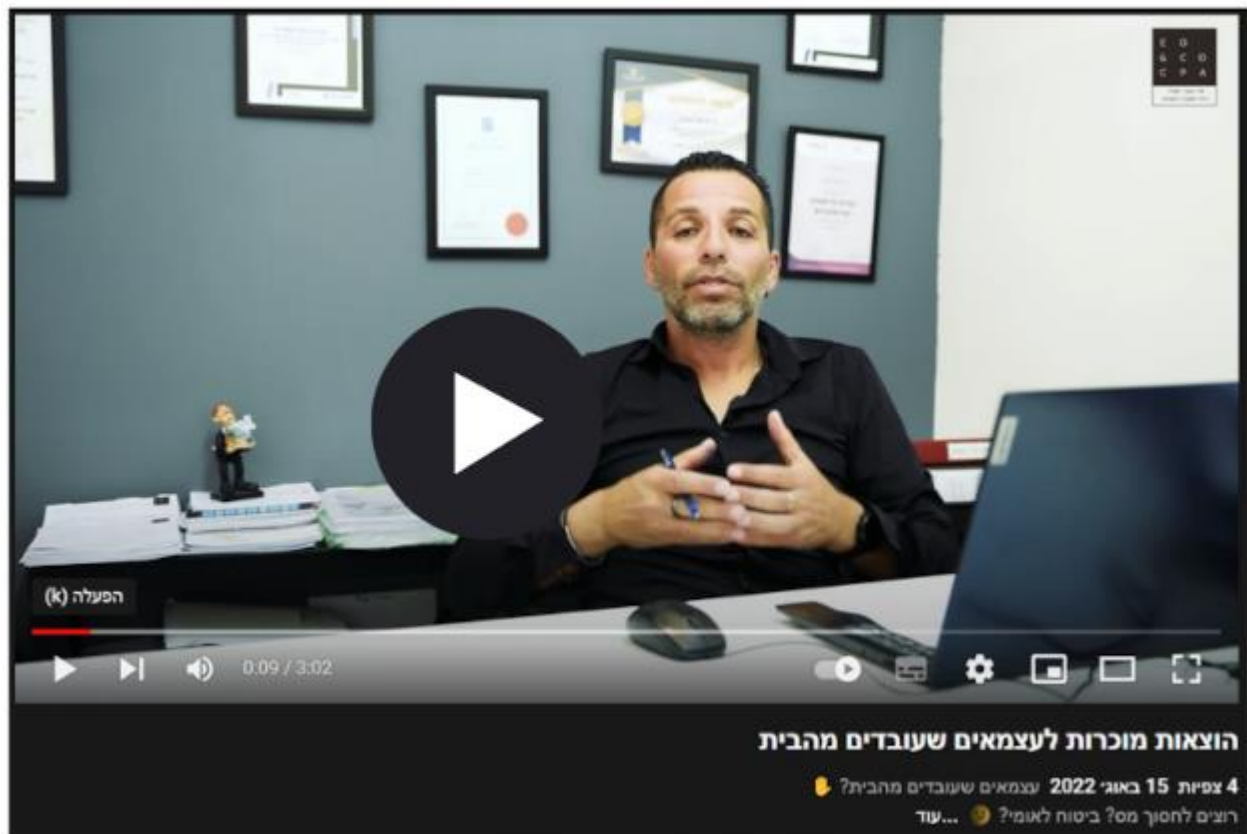 E O
& C O
C P A
הפעלה (k)
0:09 / 3:02
הוצאות מוכרות לעצמאים שעובדים מהבית
4 צפיות 15 באוג׳ 2022 עצמאים שעובדים מהבית? ✋
רוצים לחסוך מס? ביטוח לאומי? 🧐 ...עוד